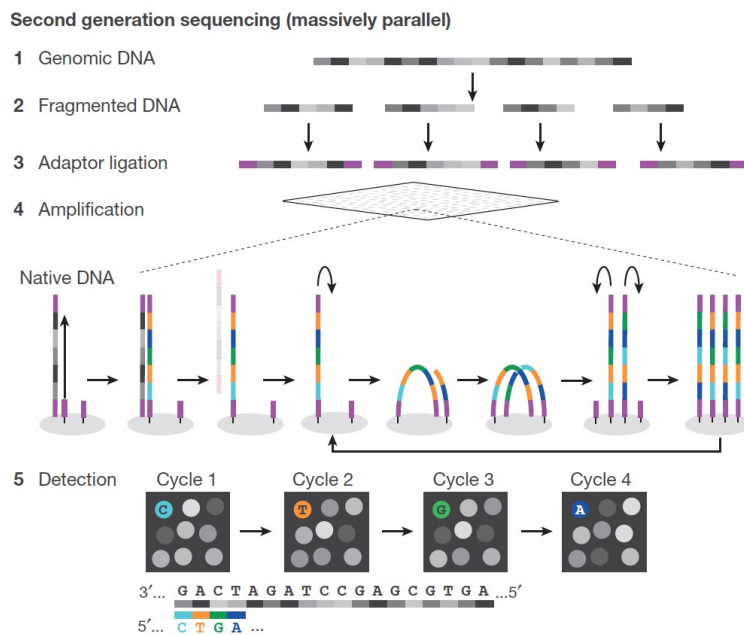 Second generation sequencing (massively parallel)
1 Genomic DNA
2 Fragmented DNA
3 Adaptor ligation
4 Amplification
Native DNA
5 Detection
Cycle 1 Cycle 2 Cycle 3 Cycle 4
C T G A
3′... G A C T A G A T C C G A G C G T G A ...5′
5′... C T G A ...